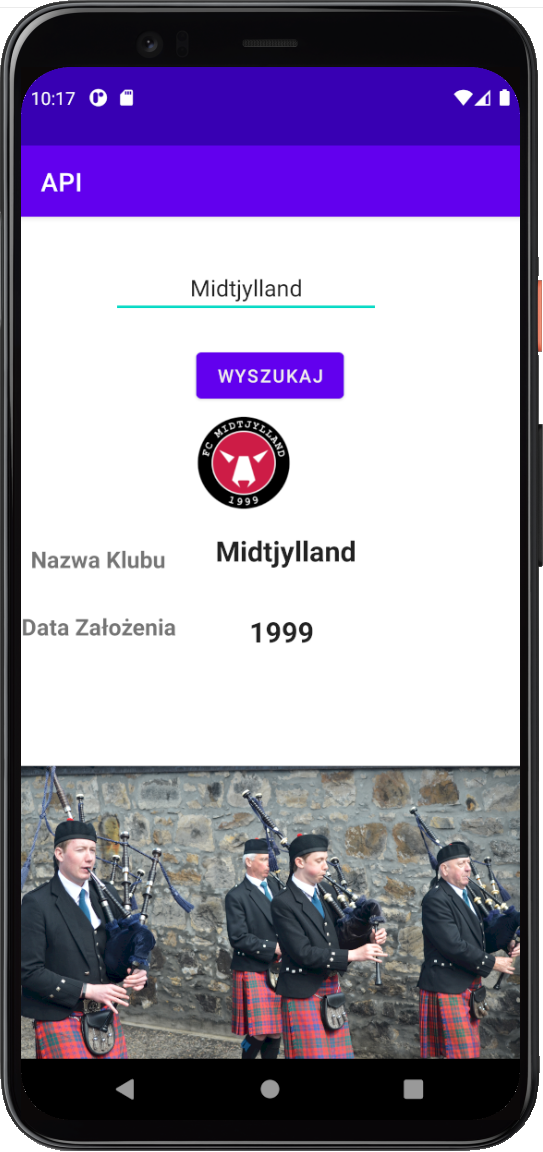 10:17
API
Midtjylland
WYSZUKAJ
FC MIDTJYLLAND
1999
Nazwa Klubu
Midtjylland
Data Założenia
1999